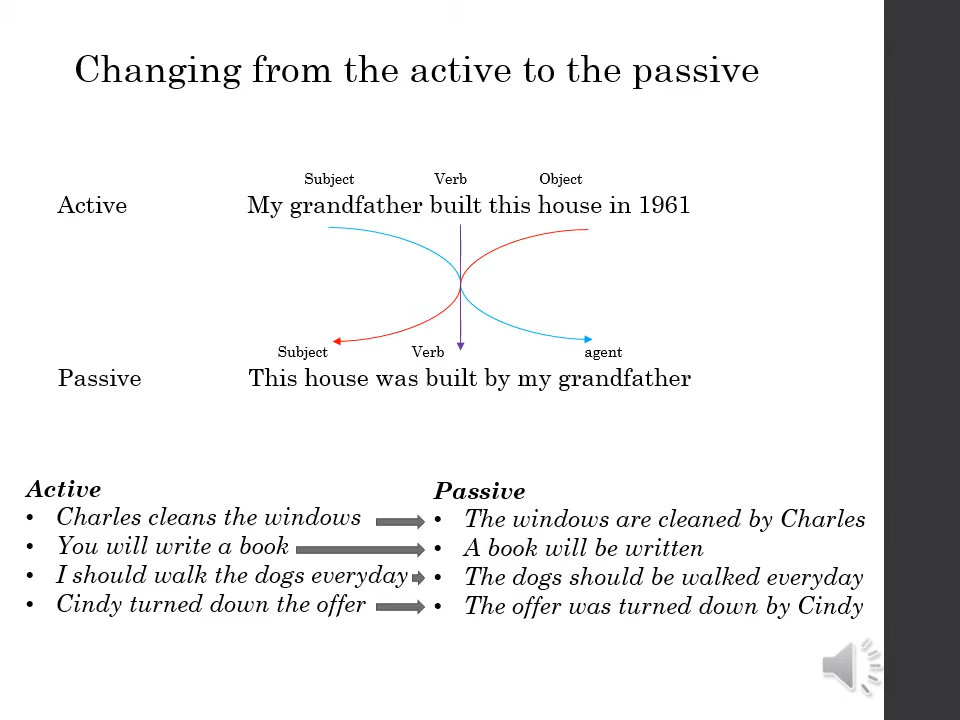 Changing from the active to the passive
Subject Verb Object
Active My grandfather built this house in 1961
Subject Verb agent
Passive This house was built by my grandfather
Active
• Charles cleans the windows
• You will write a book
• I should walk the dogs everyday
• Cindy turned down the offer
Passive
• The windows are cleaned by Charles
• A book will be written
• The dogs should be walked everyday
• The offer was turned down by Cindy